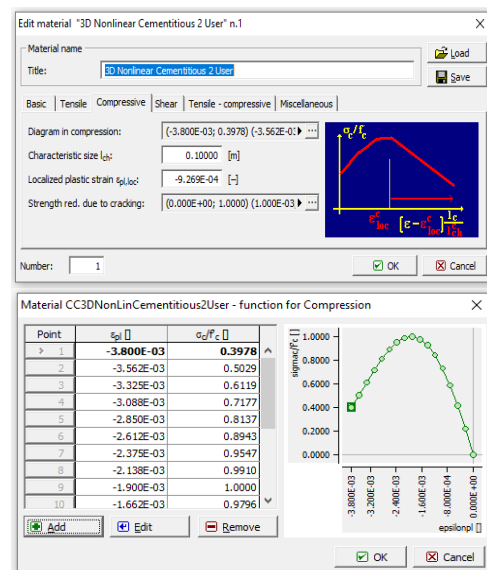 Edit material "3D Nonlinear Cementitious 2 User" n.1
Material name
Title: 3D Nonlinear Cementitious 2 User
Load
Save
Basic Tensile Compressive Shear Tensile - compressive Miscellaneous
Diagram in compression: (-3.800E-03; 0.3978) (-3.562E-0: ...
Characteristic size lch: 0.10000 [m]
Localized plastic strain εpl,loc: -9.269E-04 [-]
Strength red. due to cracking: (0.000E+00; 1.0000) (1.000E-03 ...
σc/f'c
εcloc [ε-εcloc] lc/lcch
Number: 1
OK Cancel
Material CC3DNonLinCementitious2User - function for Compression
Point εpl [] σc/f'c []
1 -3.800E-03 0.3978
2 -3.562E-03 0.5029
3 -3.325E-03 0.6119
4 -3.088E-03 0.7177
5 -2.850E-03 0.8137
6 -2.612E-03 0.8943
7 -2.375E-03 0.9547
8 -2.138E-03 0.9910
9 -1.900E-03 1.0000
10 -1.662E-03 0.9796
Add Edit Remove
sigmac/f'c []
1.0000
0.8000
0.6000
0.4000
0.2000
0.0000
-3.800E-03
-3.200E-03
-2.400E-03
-1.600E-03
-8.000E-04
0.000E+00
epsilonpl []
OK Cancel